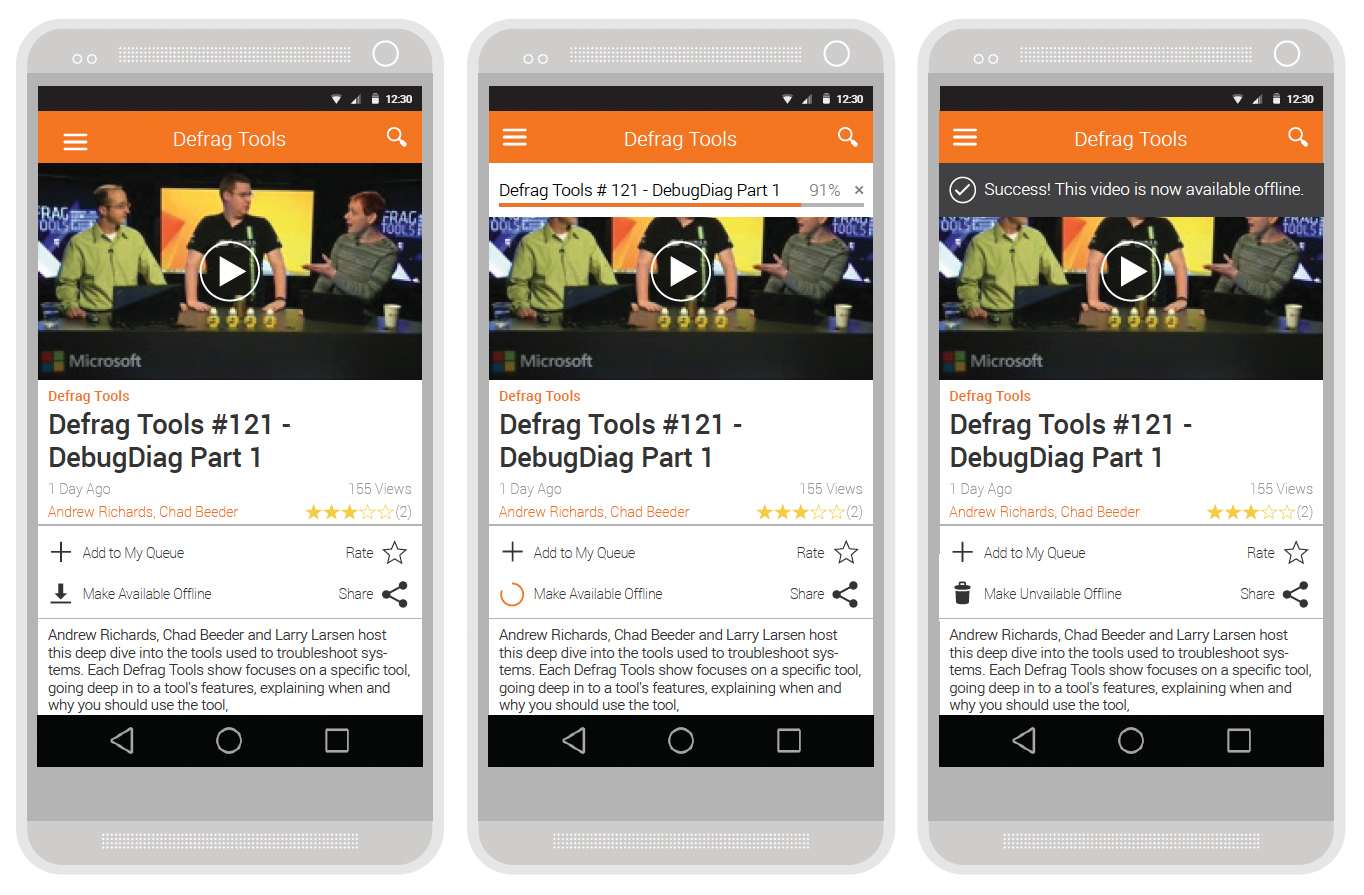 12:30
Defrag Tools
FRAG
TOOLS
FRAG
TOOLS
Microsoft
Defrag Tools
Defrag Tools #121 -
DebugDiag Part 1
1 Day Ago 155 Views
Andrew Richards, Chad Beeder (2)
Add to My Queue Rate
Make Available Offline Share
Andrew Richards, Chad Beeder and Larry Larsen host
this deep dive into the tools used to troubleshoot sys-
tems. Each Defrag Tools show focuses on a specific tool,
going deep in to a tool's features, explaining when and
why you should use the tool,
12:30
Defrag Tools
Defrag Tools # 121 - DebugDiag Part 1 91% ×
TOOLS
TOOLS
Microsoft
Defrag Tools
Defrag Tools #121 -
DebugDiag Part 1
1 Day Ago 155 Views
Andrew Richards, Chad Beeder (2)
Add to My Queue Rate
Make Available Offline Share
Andrew Richards, Chad Beeder and Larry Larsen host
this deep dive into the tools used to troubleshoot sys-
tems. Each Defrag Tools show focuses on a specific tool,
going deep in to a tool's features, explaining when and
why you should use the tool,
12:30
Defrag Tools
Success! This video is now available offline.
TOOLS
TOOLS
Microsoft
Defrag Tools
Defrag Tools #121 -
DebugDiag Part 1
1 Day Ago 155 Views
Andrew Richards, Chad Beeder (2)
Add to My Queue Rate
Make Unvailable Offline Share
Andrew Richards, Chad Beeder and Larry Larsen host
this deep dive into the tools used to troubleshoot sys-
tems. Each Defrag Tools show focuses on a specific tool,
going deep in to a tool's features, explaining when and
why you should use the tool,